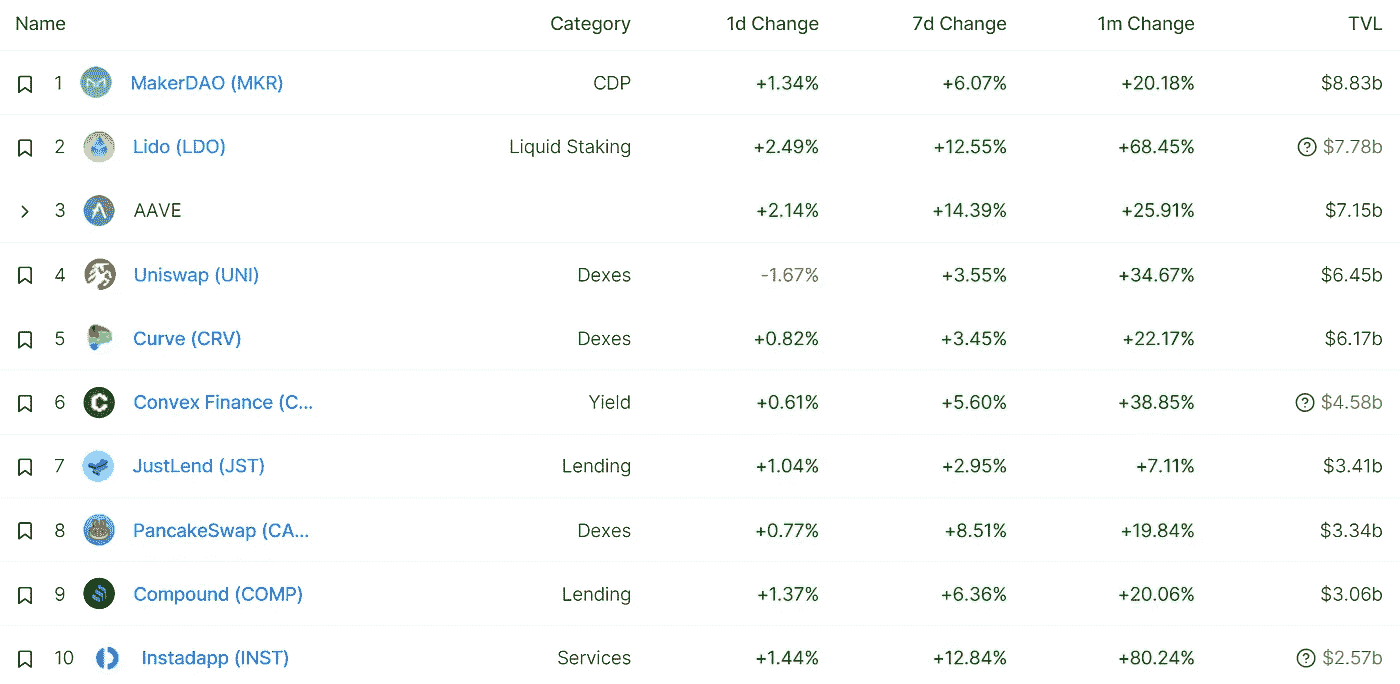 Name Category 1d Change 7d Change 1m Change TVL
1 MakerDAO (MKR) CDP +1.34% +6.07% +20.18% $8.83b
2 Lido (LDO) Liquid Staking +2.49% +12.55% +68.45% ? $7.78b
3 AAVE +2.14% +14.39% +25.91% $7.15b
4 Uniswap (UNI) Dexes -1.67% +3.55% +34.67% $6.45b
5 Curve (CRV) Dexes +0.82% +3.45% +22.17% $6.17b
6 Convex Finance (C... Yield +0.61% +5.60% +38.85% ? $4.58b
7 JustLend (JST) Lending +1.04% +2.95% +7.11% $3.41b
8 PancakeSwap (CA... Dexes +0.77% +8.51% +19.84% $3.34b
9 Compound (COMP) Lending +1.37% +6.36% +20.06% $3.06b
10 Instadapp (INST) Services +1.44% +12.84% +80.24% ? $2.57b